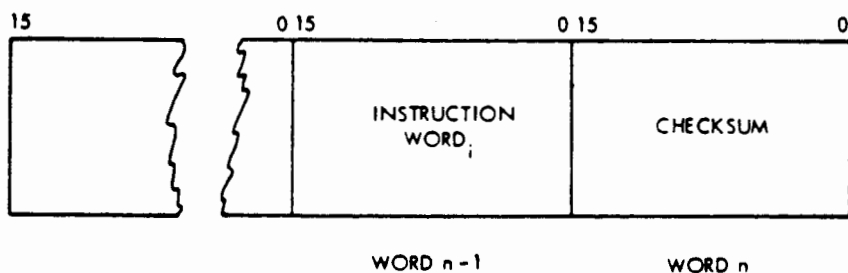 15 0 15 0 15 0
INSTRUCTION
WORD i
CHECKSUM
WORD n-1 WORD n